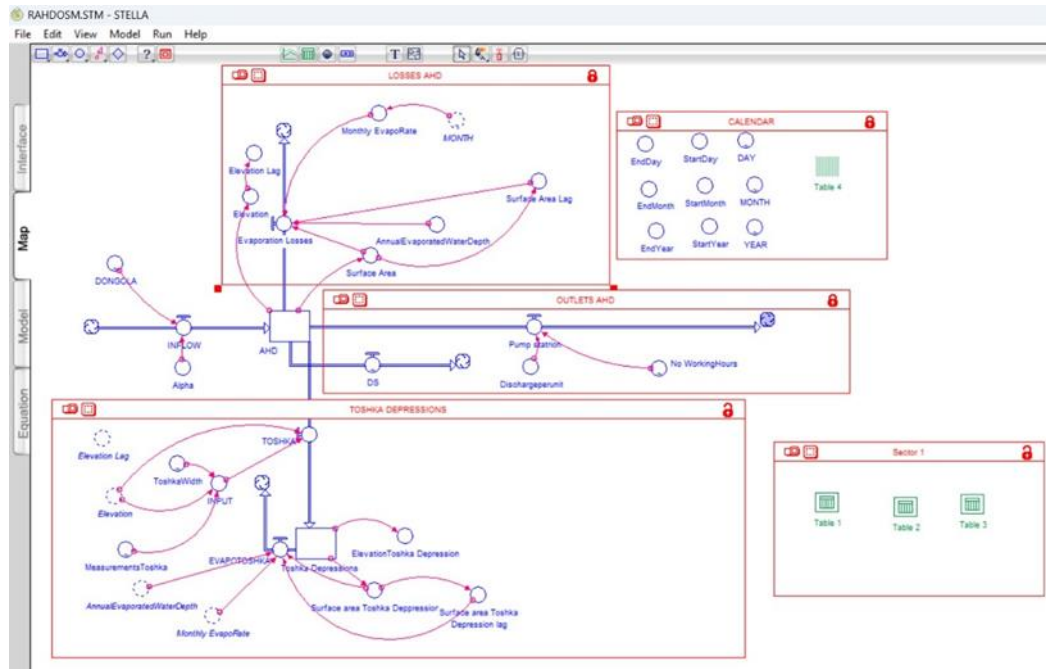 RAHDOSM.STM - STELLA
File Edit View Model Run Help
T
?
Interface
Map
Model
Equation
LOSSES AHD
Monthly EvapoRate
MONTH
Elevation Lag
Elevation
Surface Area Lag
Evaporation Losses
AnnualEvaporatedWaterDepth
Surface Area
CALENDAR
EndDay
StartDay
DAY
Table 4
EndMonth
StartMonth
MONTH
EndYear
StartYear
YEAR
DONGOLA
INFLOW
Alpha
AHD
OUTLETS AHD
Pump station
DS
Dischargeperunit
No WorkingHours
TOSHKA DEPRESSIONS
Elevation Lag
TOSHKA
ToshkaWidth
INPUT
Elevation
MeasurementsToshka
EVAPOTOSHKA
Toshka Depressions
ElevationToshka Depression
AnnualEvaporatedWaterDepth
Monthly EvapoRate
Surface area Toshka Deppression
Surface area Toshka
Depression lag
Sector 1
Table 1
Table 2
Table 3